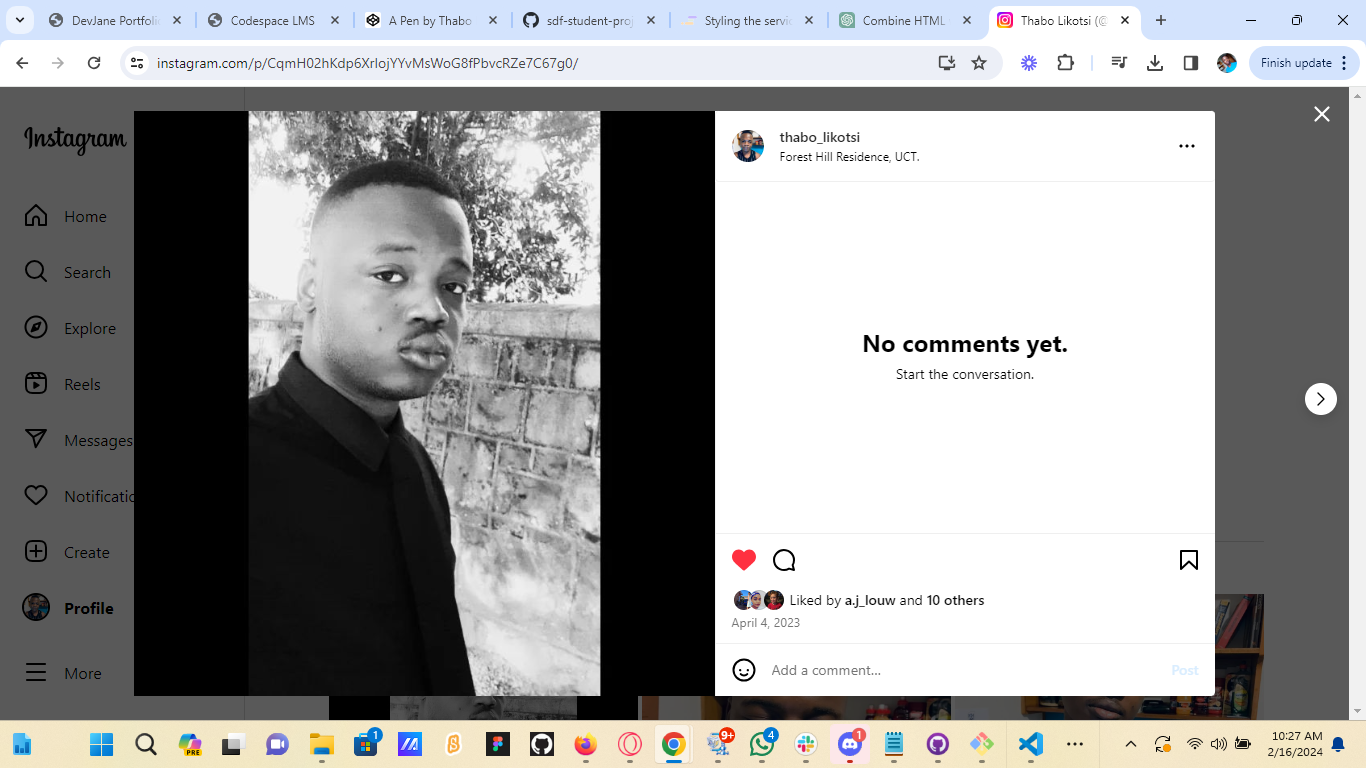 DevJane Portfoli
Codespace LMS
A Pen by Thabo
sdf-student-proj
Styling the servic
Combine HTML
Thabo Likotsi (@
instagram.com/p/CqmH02hKdp6XrIojYYvMsWoG8fPbvcRZe7C67g0/
Finish update
Instagram
Home
Search
Explore
Reels
Messages
Notificatio
Create
Profile
More
thabo_likotsi
Forest Hill Residence, UCT.
No comments yet.
Start the conversation.
Liked by a.j_louw and 10 others
April 4, 2023
Add a comment...
Post
PRE
1
9+
4
1
10:27 AM
2/16/2024